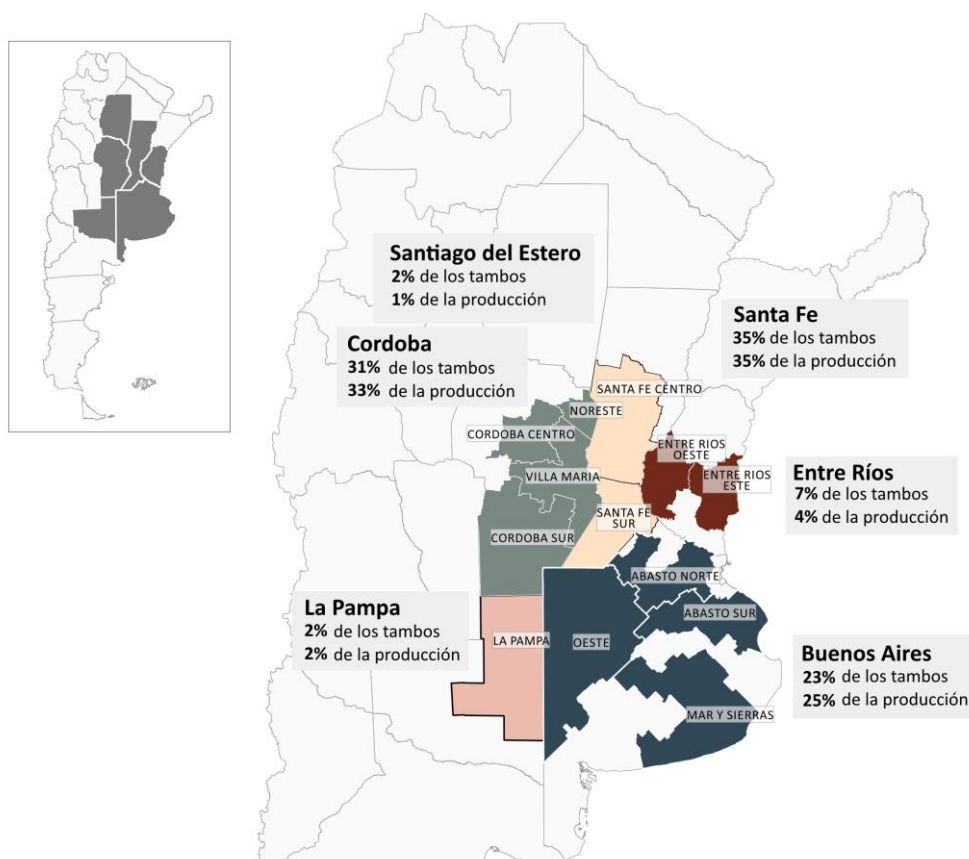 Santiago del Estero
2% de los tambos
1% de la producción
Cordoba
31% de los tambos
33% de la producción
Santa Fe
35% de los tambos
35% de la producción
SANTA FE CENTRO
NORESTE
CORDOBA CENTRO
ENTRE RIOS
OESTE
VILLA MARIA
ENTRE RIOS
ESTE
Entre Ríos
7% de los tambos
4% de la producción
SANTA FE
SUR
CORDOBA SUR
ABASTO NORTE
La Pampa
2% de los tambos
2% de la producción
ABASTO SUR
LA PAMPA
OESTE
Buenos Aires
23% de los tambos
25% de la producción
MAR Y SIERRAS